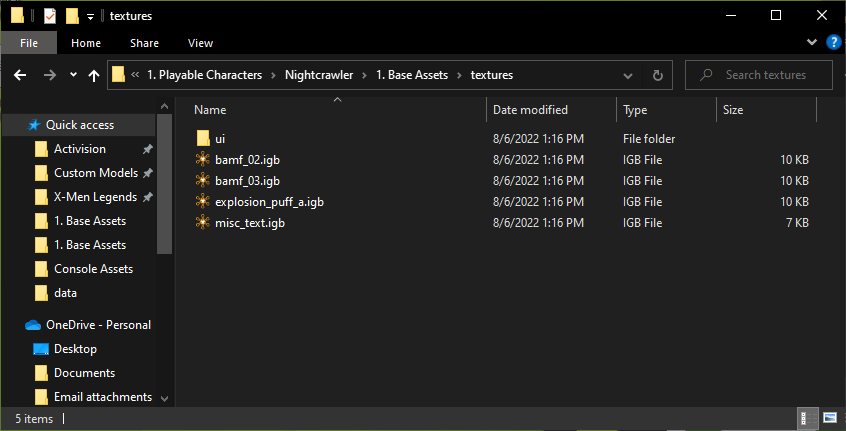 textures
File Home Share View
« 1. Playable Characters > Nightcrawler > 1. Base Assets > textures
Search textures
Name Date modified Type Size
Quick access
Activision
Custom Models
X-Men Legends
1. Base Assets
1. Base Assets
Console Assets
data
OneDrive - Personal
Desktop
Documents
Email attachments
ui 8/6/2022 1:16 PM File folder
bamf_02.igb 8/6/2022 1:16 PM IGB File 10 KB
bamf_03.igb 8/6/2022 1:16 PM IGB File 10 KB
explosion_puff_a.igb 8/6/2022 1:16 PM IGB File 10 KB
misc_text.igb 8/6/2022 1:16 PM IGB File 7 KB
5 items